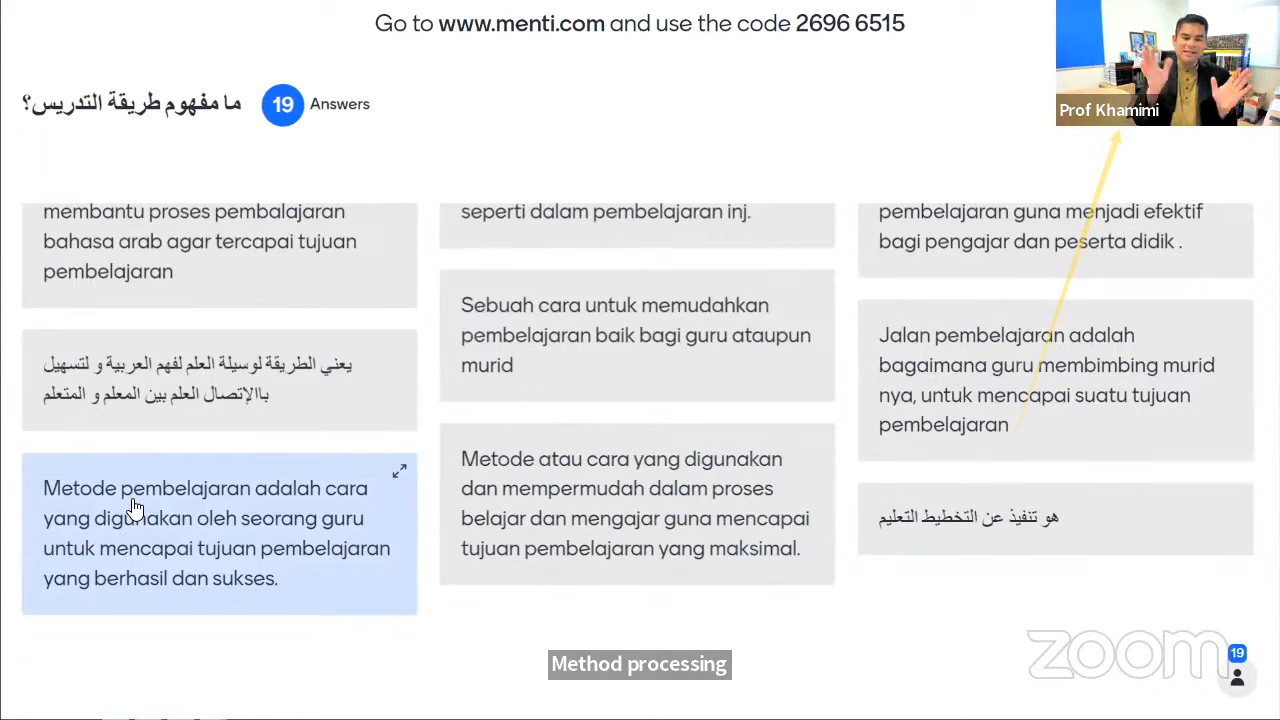 Go to www.menti.com and use the code 2696 6515
Prof Khamimi
ما مفهوم طريقة التدريس؟
19 Answers
membantu proses pembalajaran
bahasa arab agar tercapai tujuan
pembelajaran
يعني الطريقة لوسيلة العلم لفهم العربية و لتسهيل
باالإتصال العلم بين المعلم و المتعلم
Metode pembelajaran adalah cara
yang digunakan oleh seorang guru
untuk mencapai tujuan pembelajaran
yang berhasil dan sukses.
seperti dalam pembelajaran inj.
Sebuah cara untuk memudahkan
pembelajaran baik bagi guru ataupun
murid
Metode atau cara yang digunakan
dan mempermudah dalam proses
belajar dan mengajar guna mencapai
tujuan pembelajaran yang maksimal.
pembelajaran guna menjadi efektif
bagi pengajar dan peserta didik .
Jalan pembelajaran adalah
bagaimana guru membimbing murid
nya, untuk mencapai suatu tujuan
pembelajaran
هو تنفيذ عن التخطيط التعليم
Method processing
zoom
19